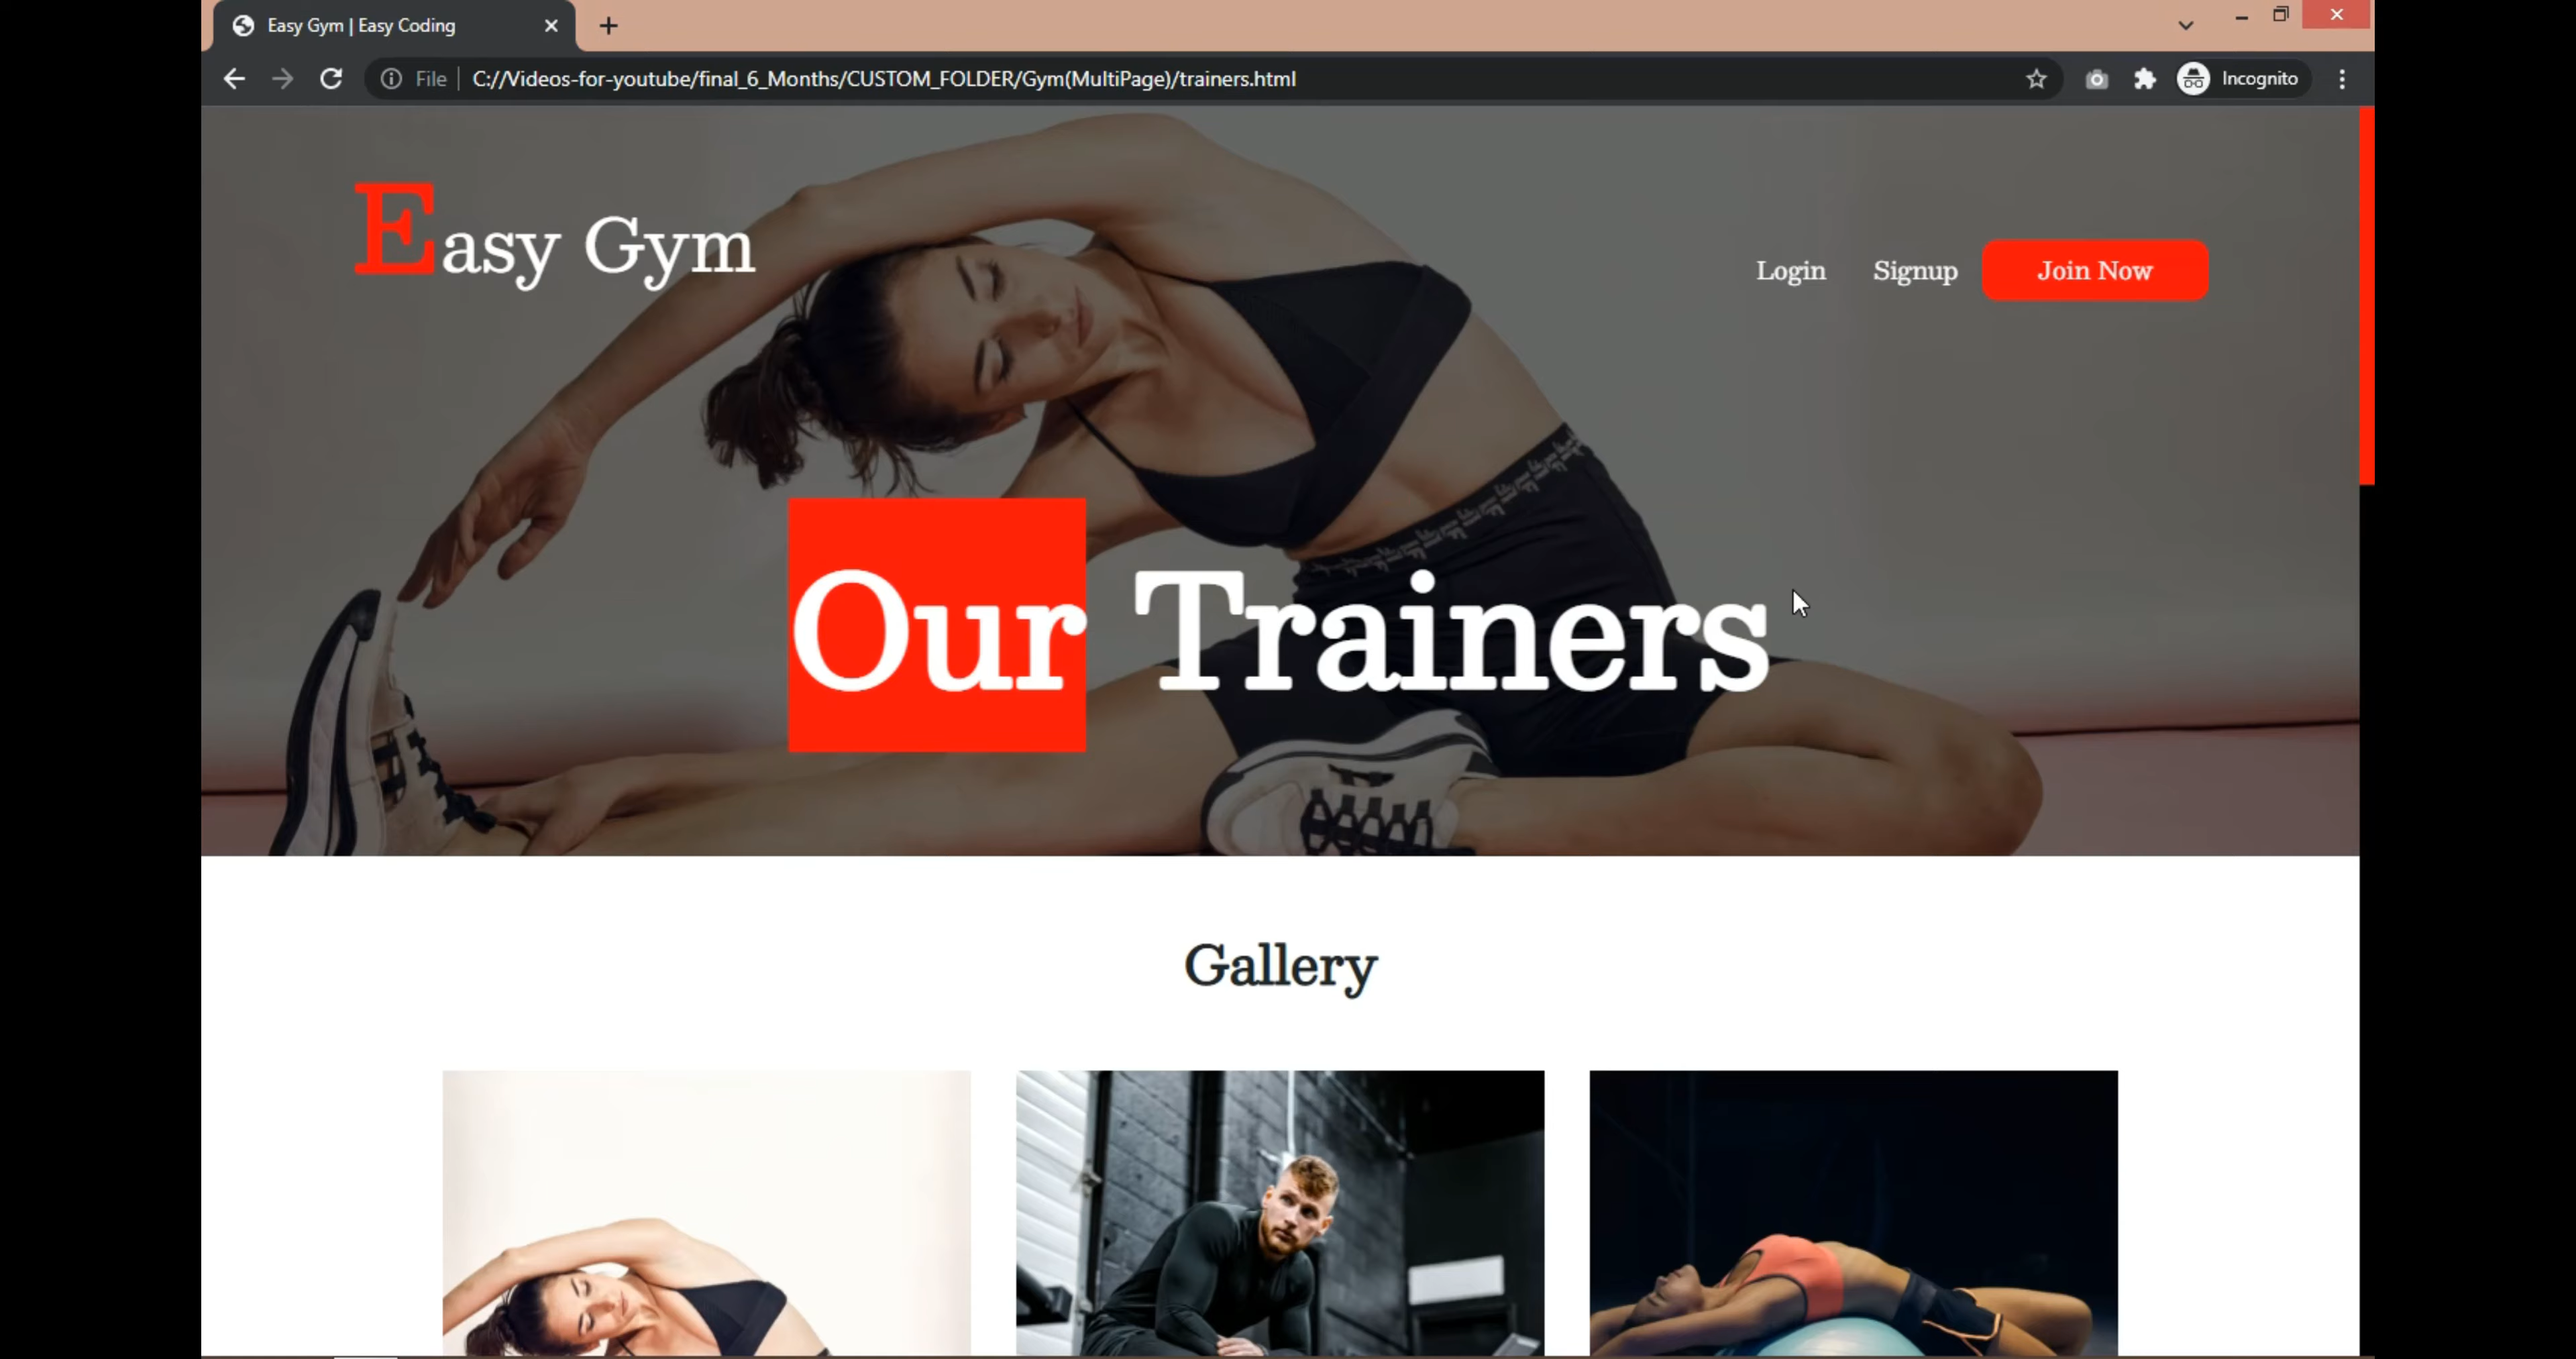 Easy Gym | Easy Coding
File
C://Videos-for-youtube/final_6_Months/CUSTOM_FOLDER/Gym(MultiPage)/trainers.html
Incognito
Easy Gym
Login
Signup
Join Now
Our Trainers
Gallery